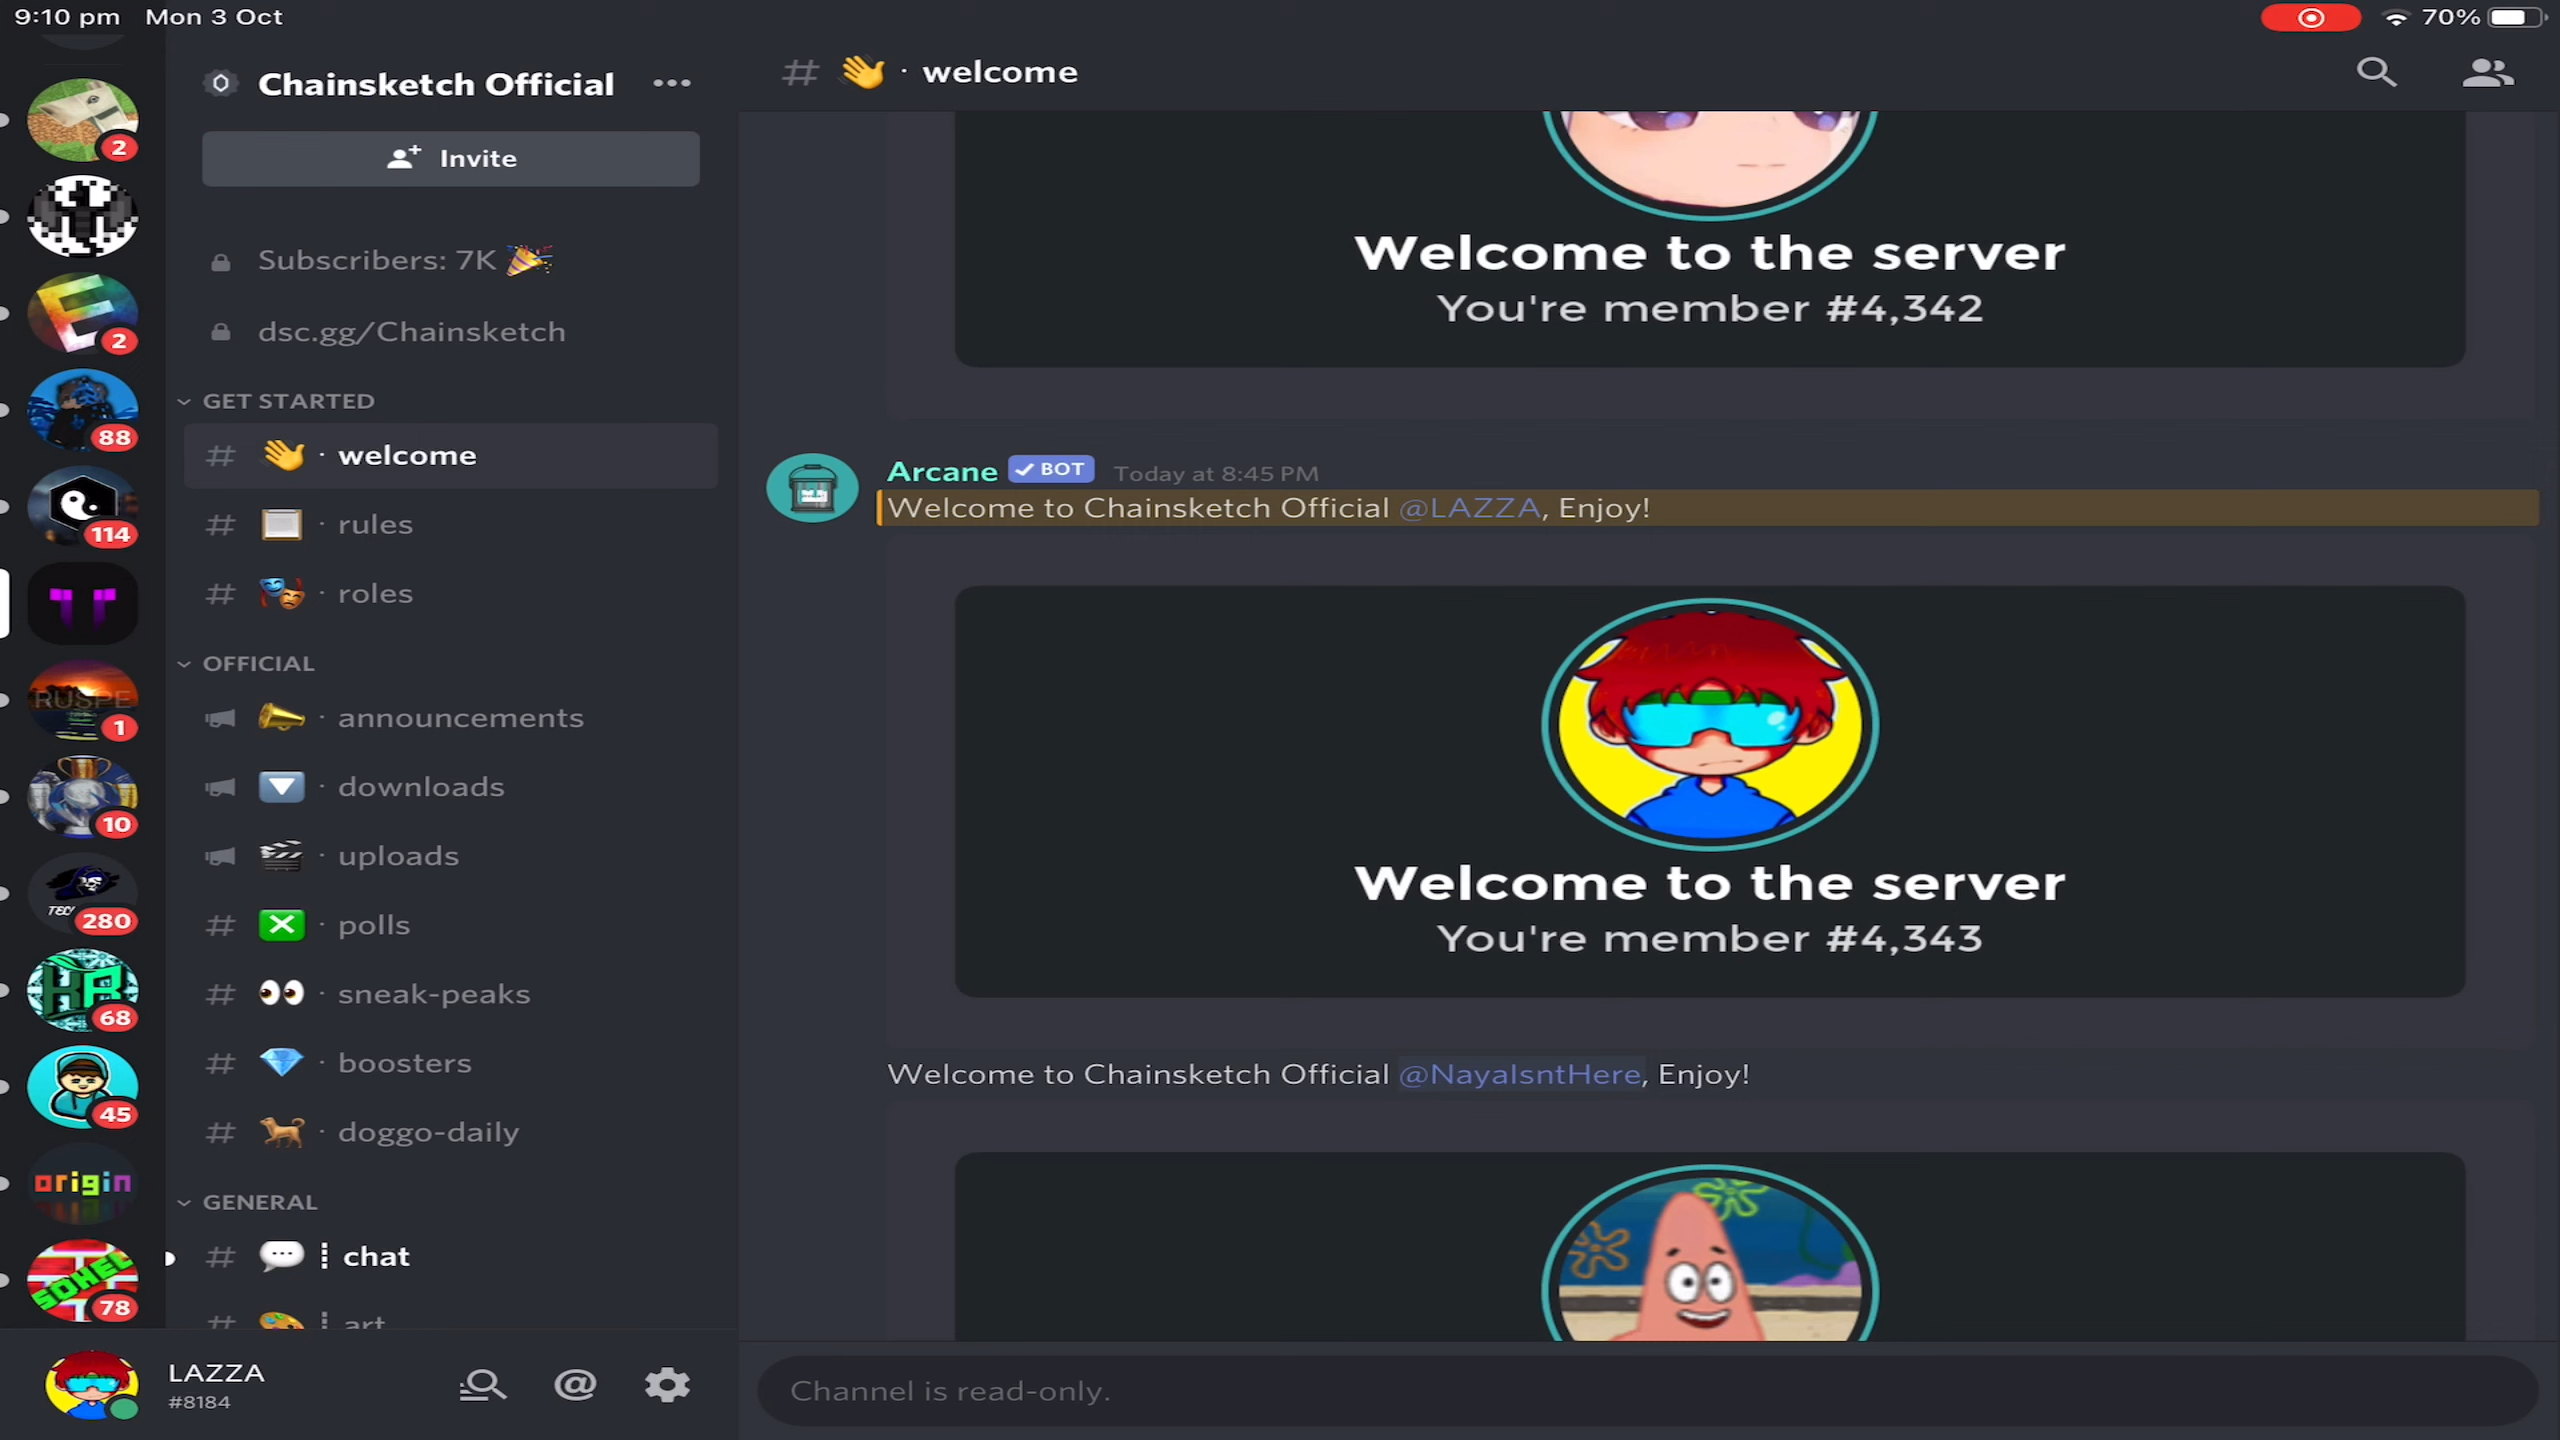 9:10 pm Mon 3 Oct
70%
2
2
88
114
RUSPE
1
10
280
68
45
origin
SOHEL
78
Chainsketch Official
Invite
Subscribers: 7K
dsc.gg/Chainsketch
GET STARTED
# 👋 · welcome
# · rules
# 🎭 · roles
OFFICIAL
· announcements
· downloads
· uploads
# · polls
# 👀 · sneak-peaks
# 💎 · boosters
# 🐕 · doggo-daily
GENERAL
# 💬 ⁞ chat
# 🎨 ⁞ art
LAZZA
#8184
# 👋 · welcome
Welcome to the server
You're member #4,342
Arcane BOT Today at 8:45 PM
Welcome to Chainsketch Official @LAZZA, Enjoy!
Welcome to the server
You're member #4,343
Welcome to Chainsketch Official @NayaIsntHere, Enjoy!
Channel is read-only.